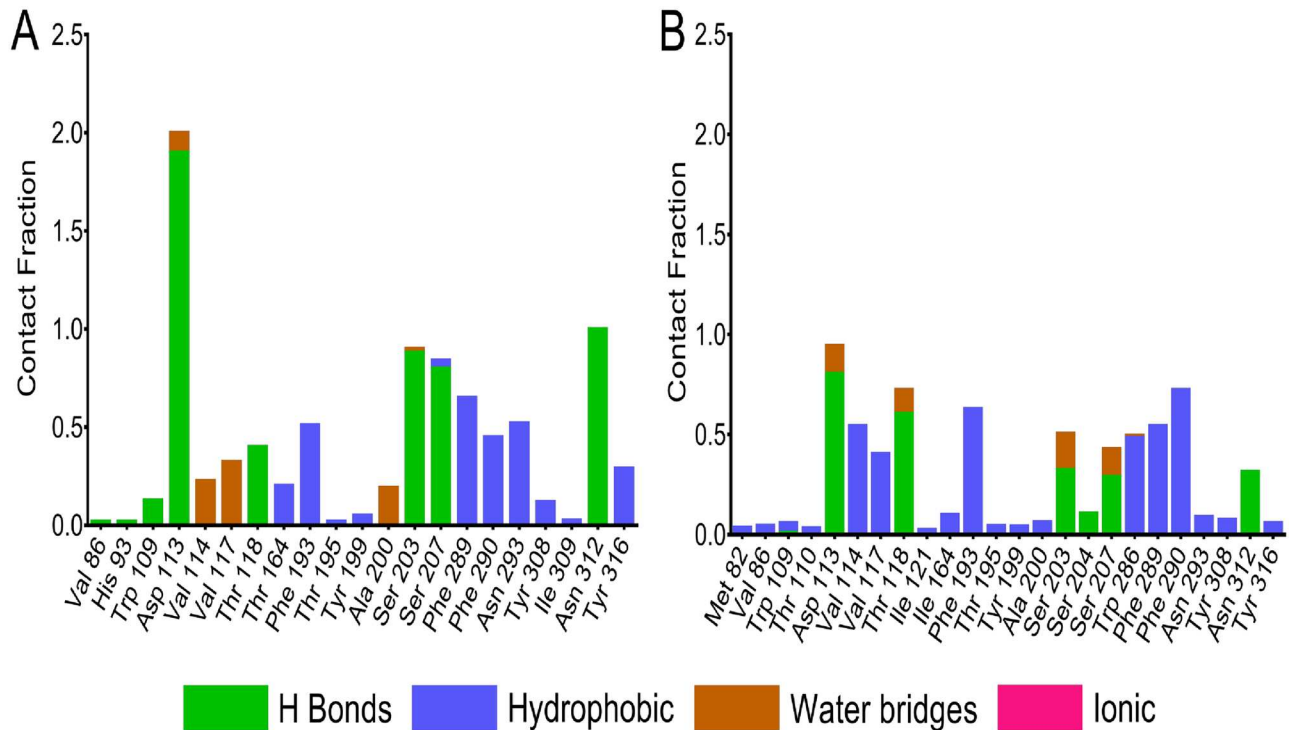 A
B
2.5
2.0
1.5
1.0
0.5
0.0
Contact Fraction
Val 86
His 93
Trp 109
Asp 113
Val 114
Val 117
Thr 118
Thr 164
Phe 193
Thr 195
Tyr 199
Ala 200
Ser 203
Ser 207
Phe 289
Phe 290
Asn 293
Tyr 308
Ile 309
Asn 312
Tyr 316
2.5
2.0
1.5
1.0
0.5
0.0
Contact Fraction
Met 82
Val 86
Trp 109
Thr 110
Asp 113
Val 114
Val 117
Thr 118
Ile 121
Ile 164
Phe 193
Thr 195
Tyr 199
Ala 200
Ser 203
Ser 204
Ser 207
Trp 286
Phe 289
Phe 290
Asn 293
Tyr 308
Asn 312
Tyr 316
H Bonds
Hydrophobic
Water bridges
Ionic